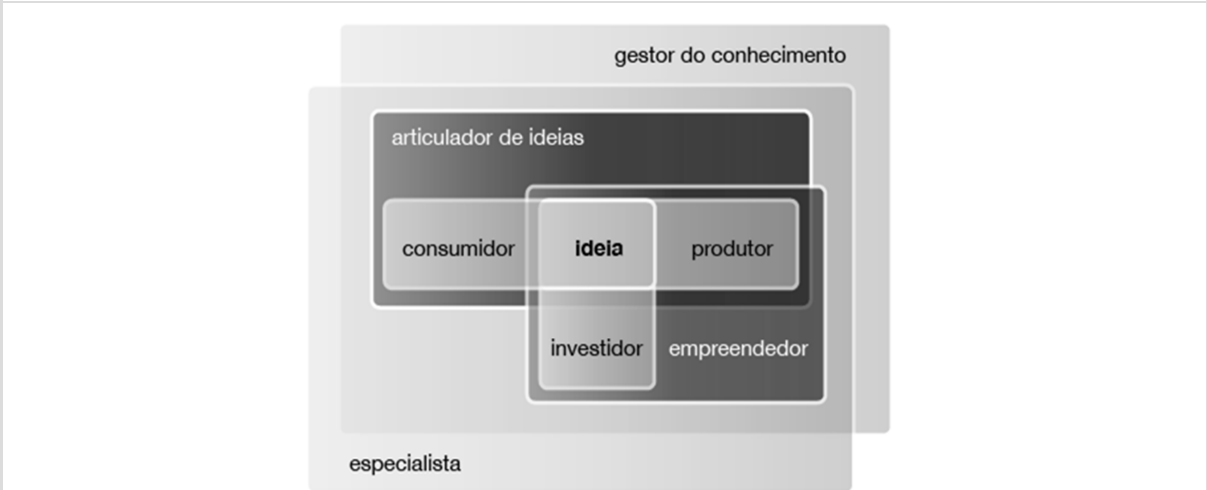 gestor do conhecimento
articulador de ideias
consumidor
ideia
produtor
investidor
empreendedor
especialista